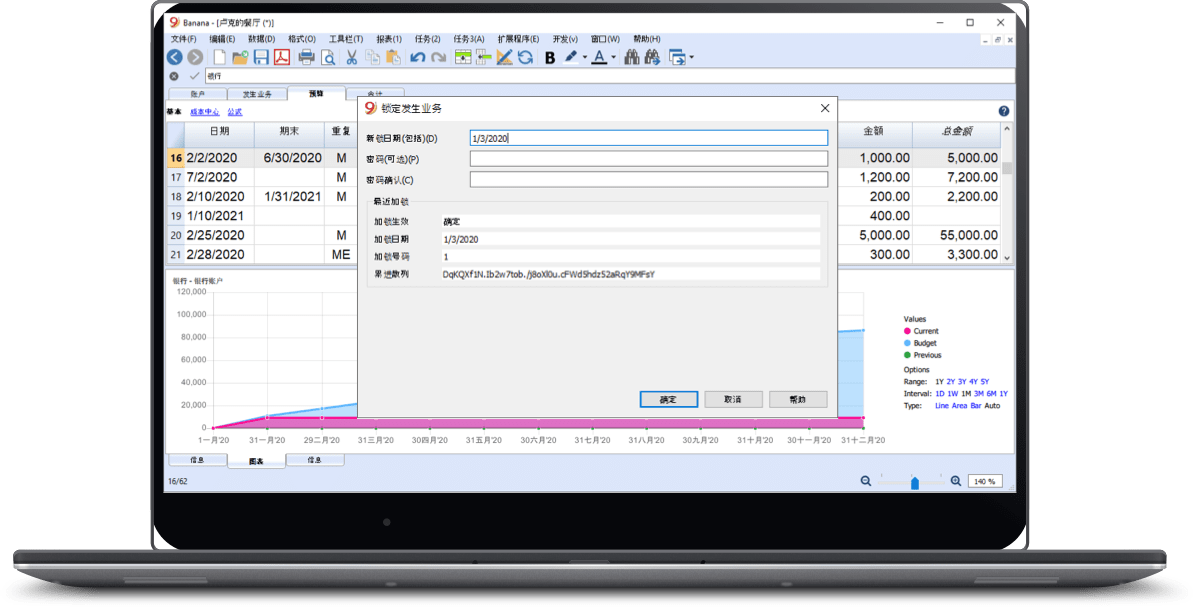 Banana - [卢克的餐厅 (*)]
文件(F) 编辑(E) 数据(D) 格式(O) 工具栏(T) 报表(1) 任务(2) 任务3(A) 扩展程序(E) 开发(v) 窗口(W) 帮助(H)
银行
账户 发生业务 预算 合计
基本 成本中心 公式
日期 期末 重复 金额 总金额
16 2/2/2020 6/30/2020 M 1,000.00 5,000.00
17 7/2/2020 M 1,200.00 7,200.00
18 2/10/2020 1/31/2021 M 200.00 2,200.00
19 1/10/2021 400.00
20 2/25/2020 M 5,000.00 55,000.00
21 2/28/2020 ME 300.00 3,300.00
锁定发生业务
新锁日期(包括)(D) 1/3/2020
密码(可选)(P)
密码确认(C)
最近加锁
加锁生效 确定
加锁日期 1/3/2020
加锁号码 1
累进散列 DqKQXf1N.Ib2w7tob./j8oXl0u.cFWd5hdz52aRqY9MFsY
确定 取消 帮助
银行 - 银行账户
120,000
100,000
80,000
60,000
40,000
20,000
0
一月'20 31一月'20 29二月'20 31三月'20 30四月'20 31五月'20 30六月'20 31七月'20 31八月'20 30九月'20 31十月'20 30十一月'20 31十二月'20
Values
Current
Budget
Previous
Options
Range: 1Y 2Y 3Y 4Y 5Y
Interval: 1D 1W 1M 3M 6M 1Y
Type: Line Area Bar Auto
信息 图表 信息
16/62 140 %